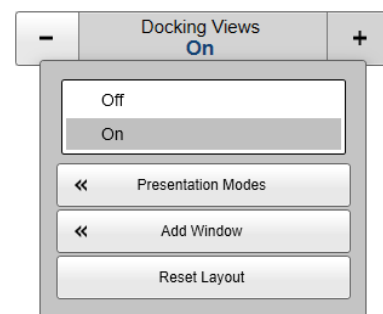 Docking Views
- On +
Off
On
« Presentation Modes
« Add Window
Reset Layout